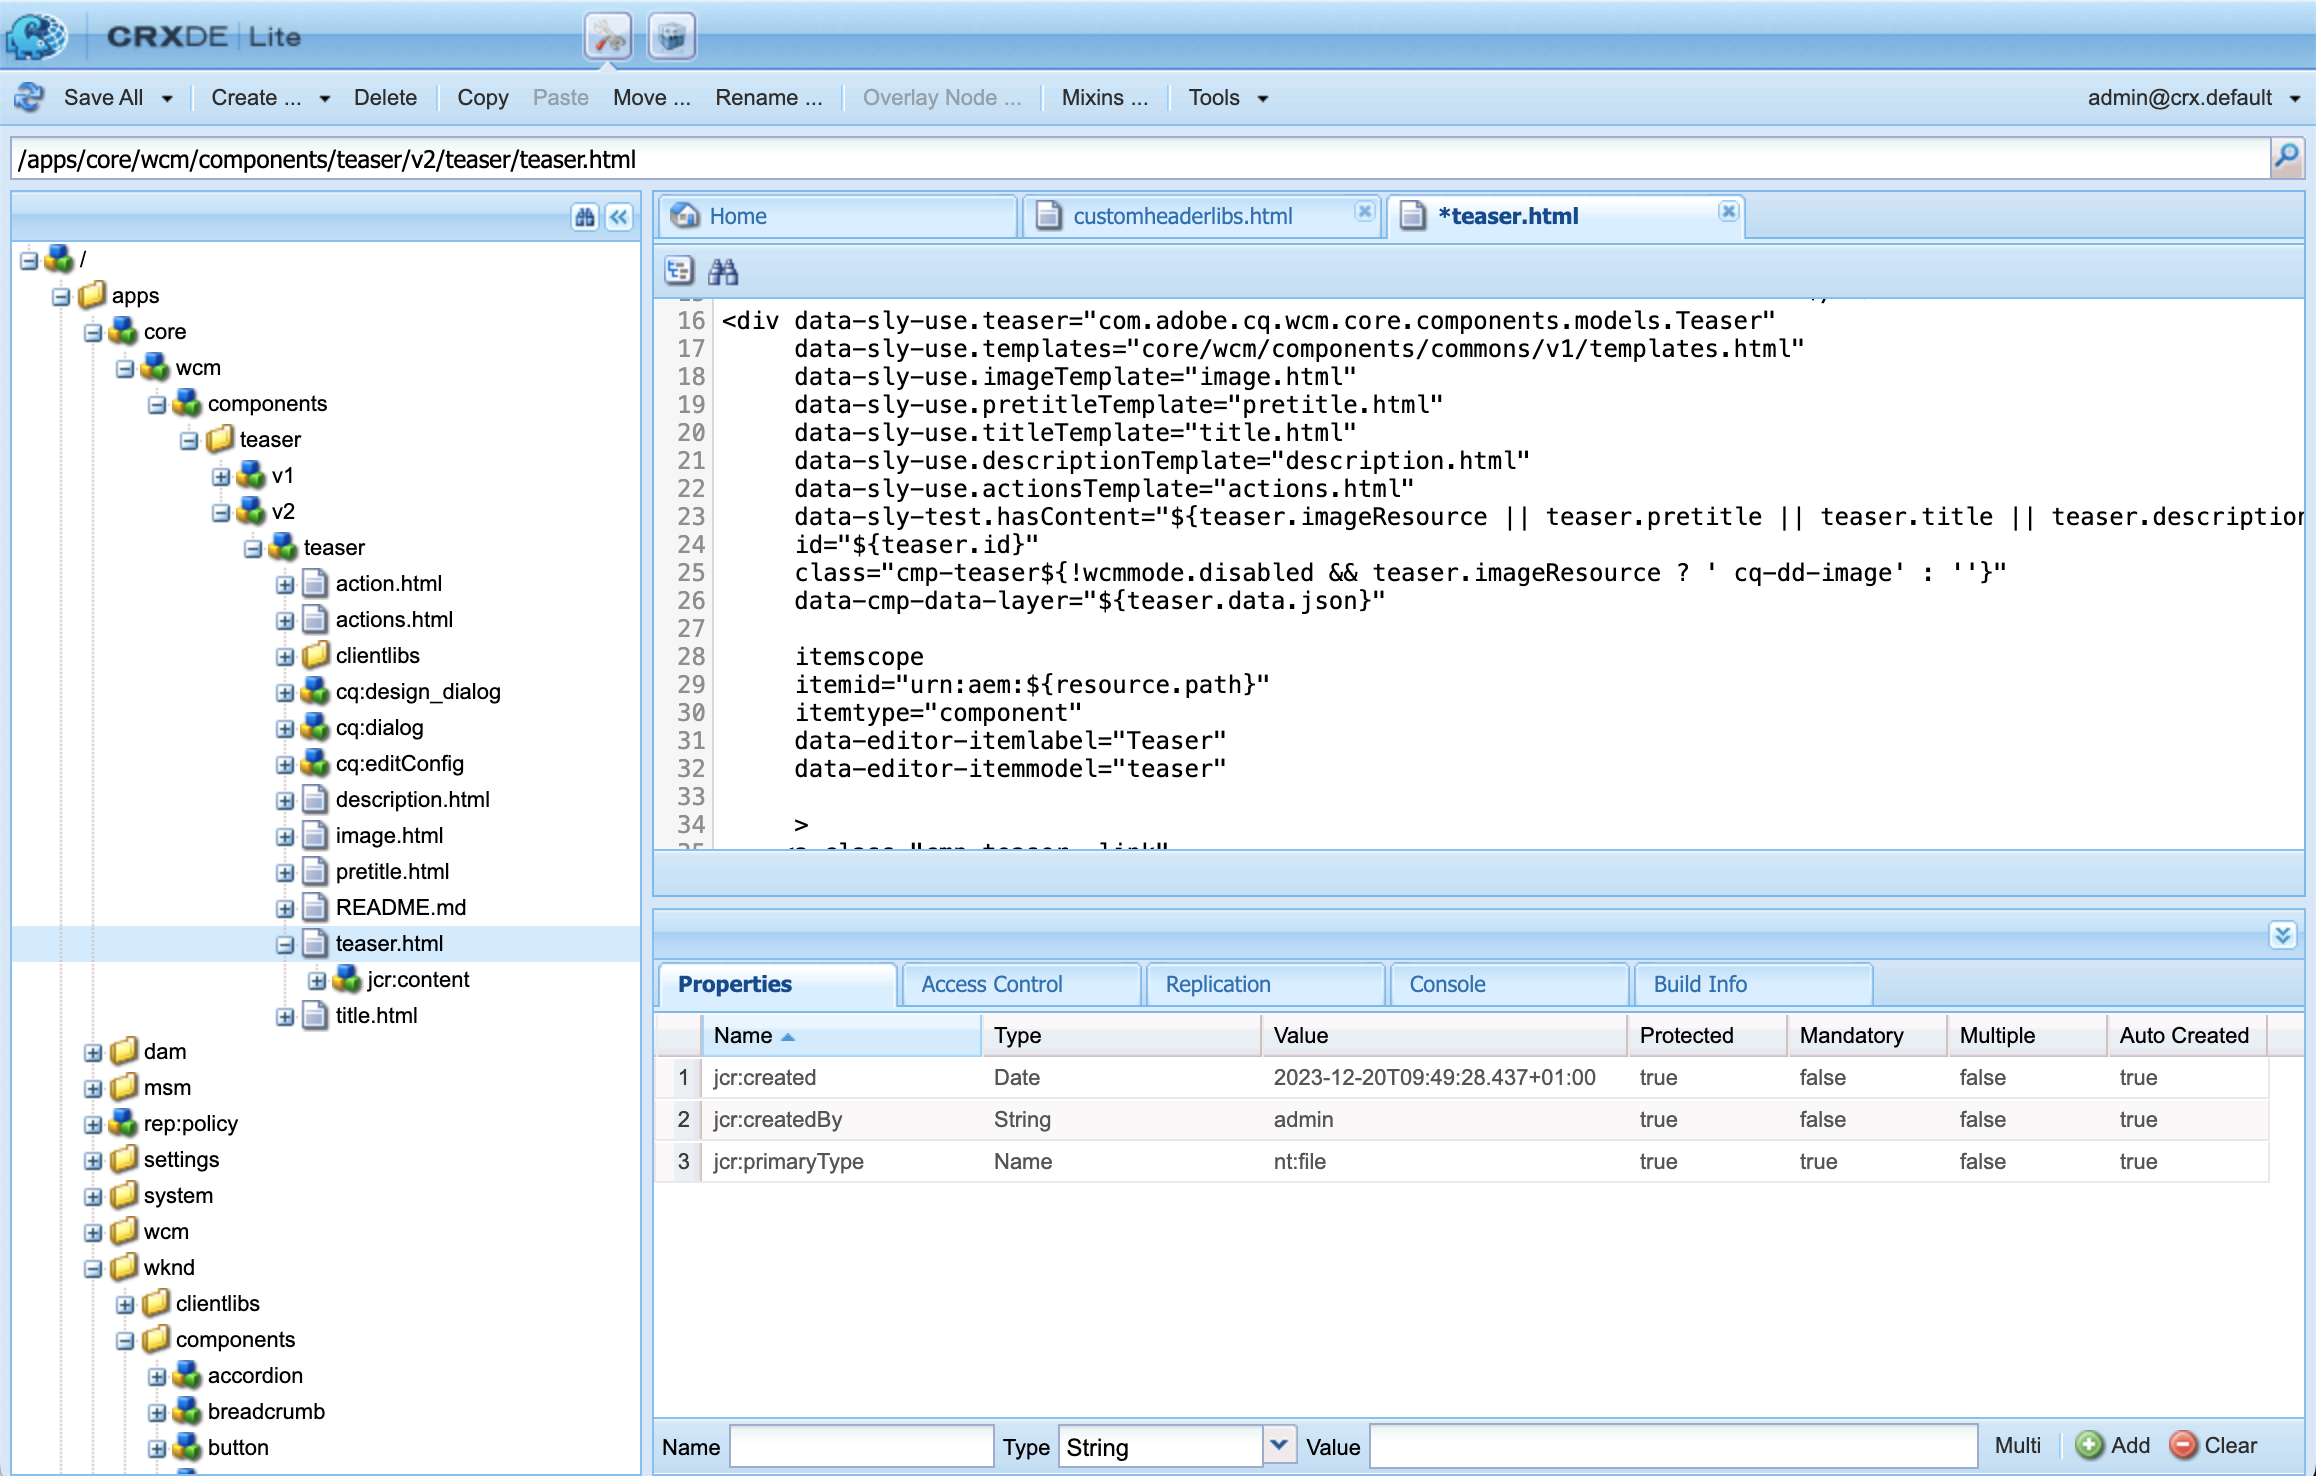 CRXDE | Lite
Save All Create ... Delete Copy Paste Move ... Rename ... Overlay Node ... Mixins ... Tools admin@crx.default
/apps/core/wcm/components/teaser/v2/teaser/teaser.html
/
apps
core
wcm
components
teaser
v1
v2
teaser
action.html
actions.html
clientlibs
cq:design_dialog
cq:dialog
cq:editConfig
description.html
image.html
pretitle.html
README.md
teaser.html
jcr:content
title.html
dam
msm
rep:policy
settings
system
wcm
wknd
clientlibs
components
accordion
breadcrumb
button
Home customheaderlibs.html *teaser.html
16 <div data-sly-use.teaser="com.adobe.cq.wcm.core.components.models.Teaser"
17 data-sly-use.templates="core/wcm/components/commons/v1/templates.html"
18 data-sly-use.imageTemplate="image.html"
19 data-sly-use.pretitleTemplate="pretitle.html"
20 data-sly-use.titleTemplate="title.html"
21 data-sly-use.descriptionTemplate="description.html"
22 data-sly-use.actionsTemplate="actions.html"
23 data-sly-test.hasContent="${teaser.imageResource || teaser.pretitle || teaser.title || teaser.description
24 id="${teaser.id}"
25 class="cmp-teaser${!wcmmode.disabled && teaser.imageResource ? ' cq-dd-image' : ''}"
26 data-cmp-data-layer="${teaser.data.json}"
27
28 itemscope
29 itemid="urn:aem:${resource.path}"
30 itemtype="component"
31 data-editor-itemlabel="Teaser"
32 data-editor-itemmodel="teaser"
33
34 >
Properties Access Control Replication Console Build Info
Name Type Value Protected Mandatory Multiple Auto Created
1 jcr:created Date 2023-12-20T09:49:28.437+01:00 true false false true
2 jcr:createdBy String admin true false false true
3 jcr:primaryType Name nt:file true true false true
Name Type String Value Multi Add Clear